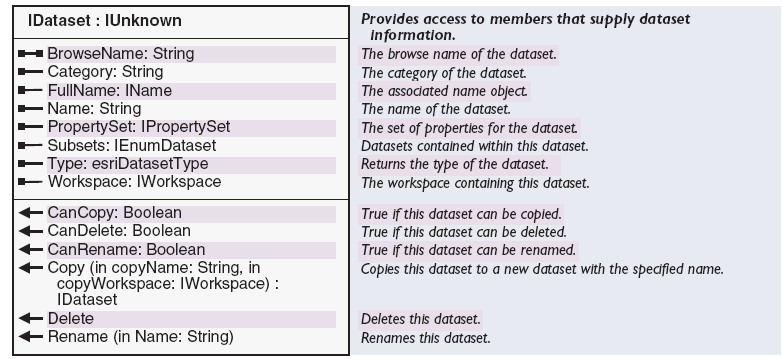 IDataset : IUnknown
Provides access to members that supply dataset
information.
BrowseName: String
The browse name of the dataset.
Category: String
The category of the dataset.
FullName: IName
The associated name object.
Name: String
The name of the dataset.
PropertySet: IPropertySet
The set of properties for the dataset.
Subsets: IEnumDataset
Datasets contained within this dataset.
Type: esriDatasetType
Returns the type of the dataset.
Workspace: IWorkspace
The workspace containing this dataset.
CanCopy: Boolean
True if this dataset can be copied.
CanDelete: Boolean
True if this dataset can be deleted.
CanRename: Boolean
True if this dataset can be renamed.
Copy (in copyName: String, in
copyWorkspace: IWorkspace) :
IDataset
Copies this dataset to a new dataset with the specified name.
Delete
Deletes this dataset.
Rename (in Name: String)
Renames this dataset.